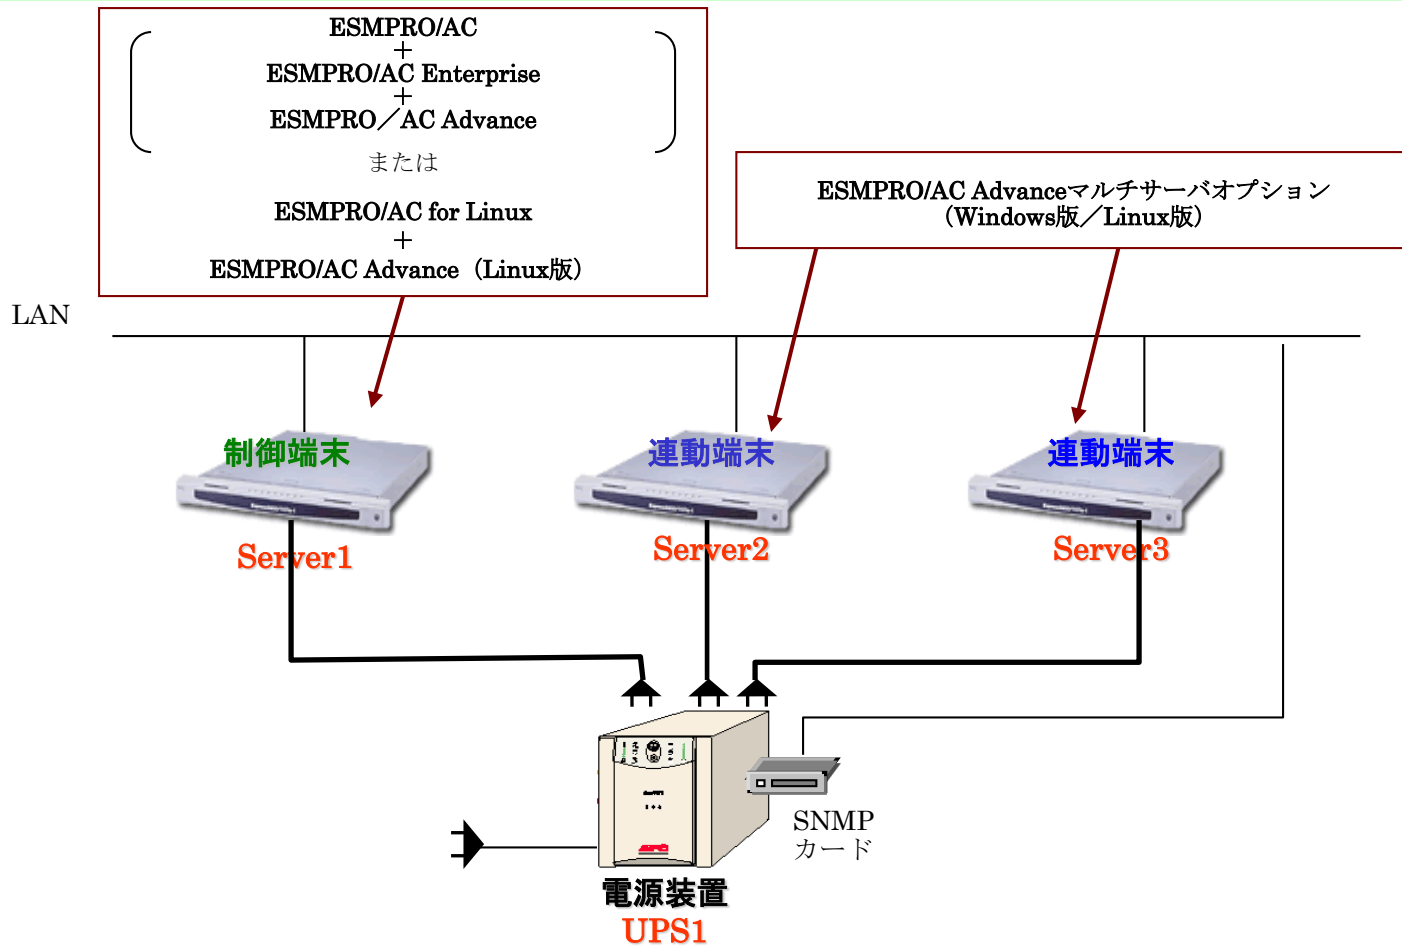 ESMPRO/AC
+
ESMPRO/AC Enterprise
+
ESMPRO／AC Advance
または
ESMPRO/AC for Linux
+
ESMPRO/AC Advance（Linux版）
ESMPRO/AC Advanceマルチサーバオプション
（Windows版／Linux版）
LAN
制御端末
連動端末
連動端末
Server1
Server2
Server3
APC
SNMP
カード
電源装置
UPS1